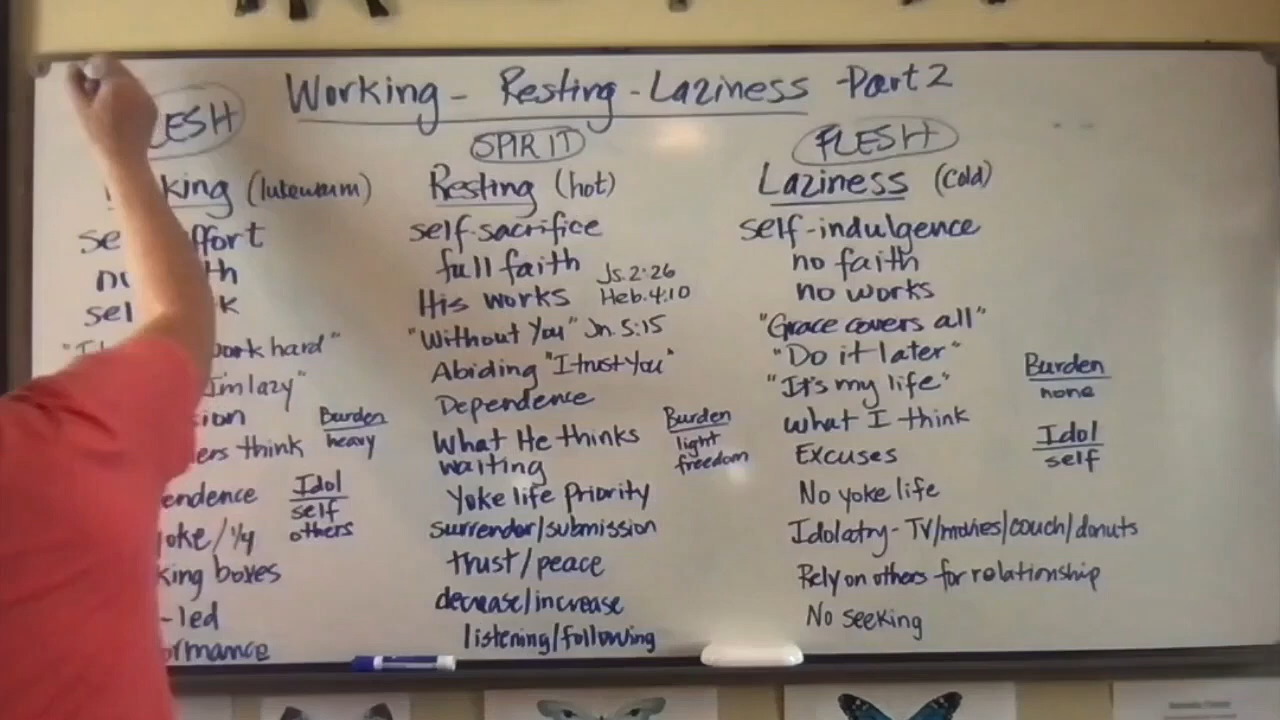 Working - Resting - Laziness - Part 2
LESH
king (lukewarm)
se ffort
no th
sel k
"I work hard"
I'm lazy"
sion
ers think
Burden
heavy
endence
Idol
self
others
oke/
king boxes
-led
ormance
SPIRIT
Resting (hot)
self-sacrifice
full faith
His works
Js. 2:26
Heb. 4:10
"Without You" Jn. 5:15
Abiding "I trust You"
Dependence
What He thinks
waiting
Burden
light
freedom
Yoke life Priority
surrender/submission
trust/peace
decrease/increase
listening/following
FLESH
Laziness (cold)
self-indulgence
no faith
no works
"Grace covers all"
"Do it later"
"It's my life"
what I think
Excuses
Burden
none
Idol
self
No yoke life
Idolatry - TV/movies/couch/donuts
Rely on others for relationship
No seeking